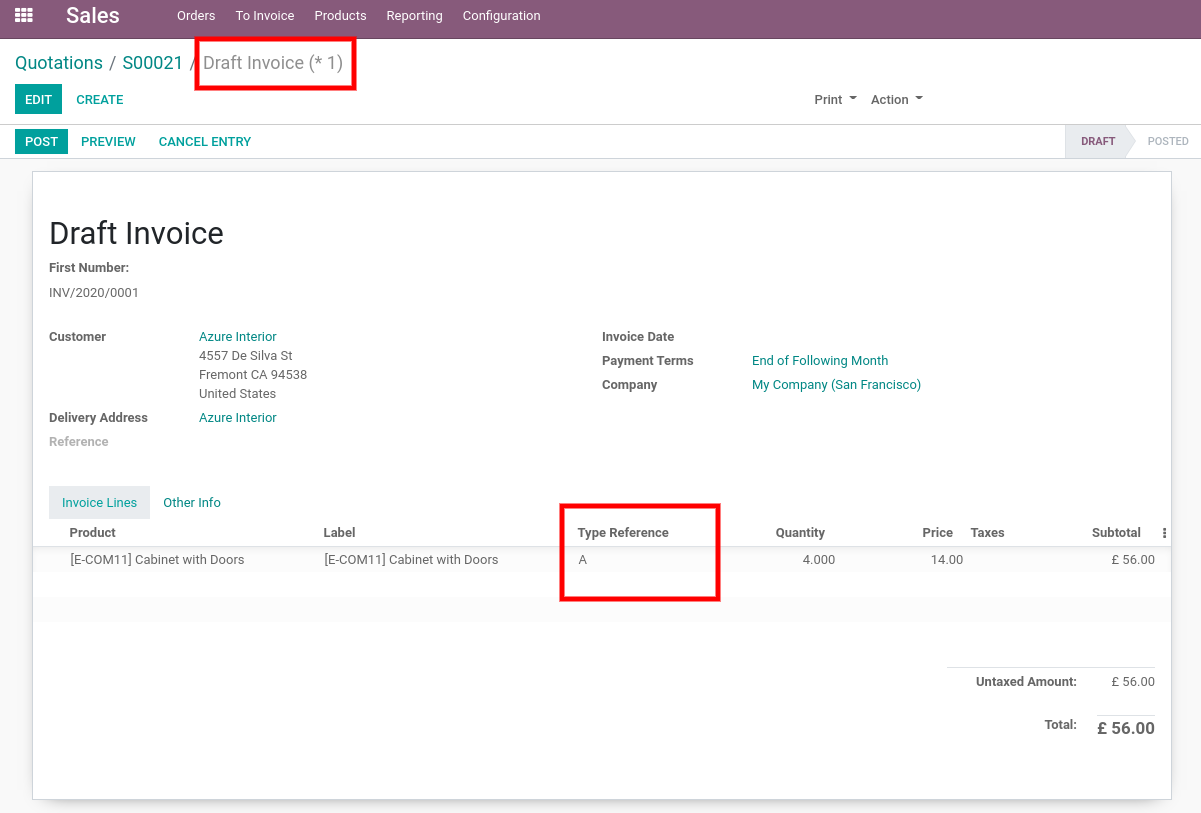 Sales Orders To Invoice Products Reporting Configuration
Quotations / S00021 / Draft Invoice (* 1)
EDIT CREATE Print Action
POST PREVIEW CANCEL ENTRY DRAFT POSTED
Draft Invoice
First Number:
INV/2020/0001
Customer Azure Interior Invoice Date
4557 De Silva St
Payment Terms End of Following Month
Fremont CA 94538
Company My Company (San Francisco)
United States
Delivery Address Azure Interior
Reference
Invoice Lines Other Info
Product Label Type Reference Quantity Price Taxes Subtotal
[E-COM11] Cabinet with Doors [E-COM11] Cabinet with Doors A 4.000 14.00 £ 56.00
Untaxed Amount: £ 56.00
Total: £ 56.00